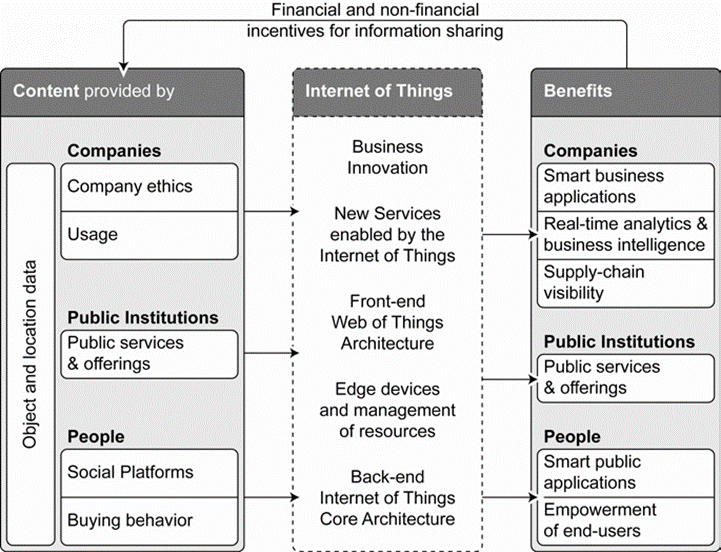 Financial and non-financial
incentives for information sharing
Content provided by
Object and location data
Companies
Company ethics
Usage
Public Institutions
Public services
& offerings
People
Social Platforms
Buying behavior
Internet of Things
Business
Innovation
New Services
enabled by the
Internet of Things
Front-end
Web of Things
Architecture
Edge devices
and management
of resources
Back-end
Internet of Things
Core Architecture
Benefits
Companies
Smart business
applications
Real-time analytics &
business intelligence
Supply-chain
visibility
Public Institutions
Public services
& offerings
People
Smart public
applications
Empowerment
of end-users